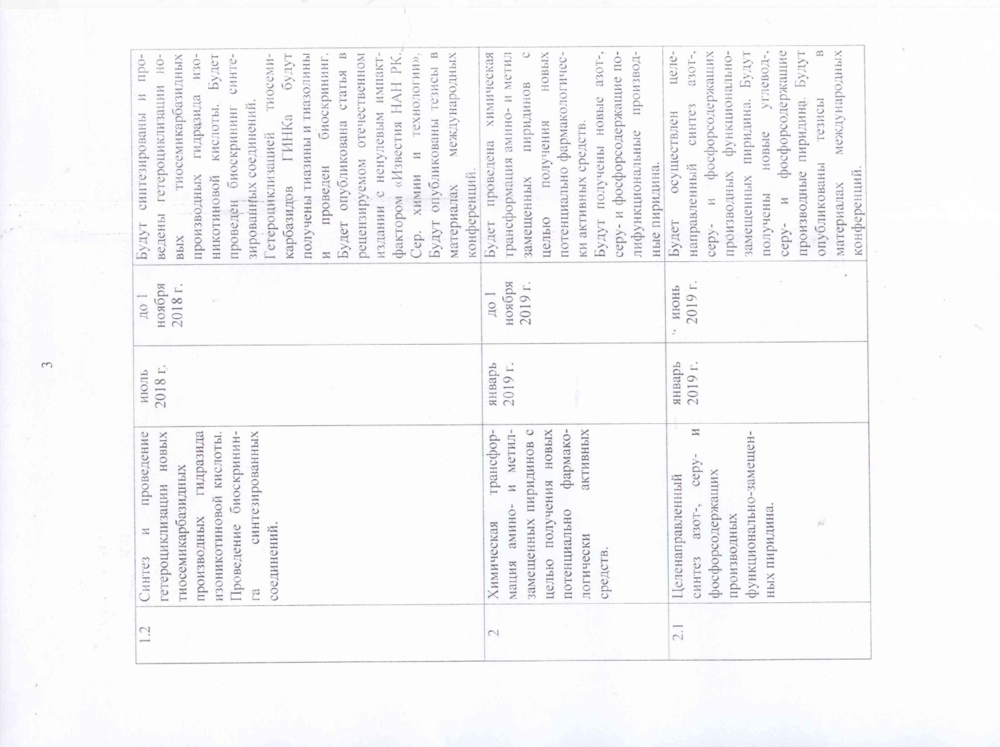 3
1.2
Синтез и проведение
гетероциклизации новых
тиосемикарбазидных
производных гидразида
изоникотиновой кислоты.
Проведение биоскринин-
га синтезированных
соединений.
июль
2018 г.
до 1
ноября
2018 г.
Будут синтезированы и про-
ведены гетероциклизации но-
вых тиосемикарбазидных
производных гидразида изо-
никотиновой кислоты. Будет
проведен биоскрининг синте-
зированных соединений.
Гетероциклизацией тиосеми-
карбазидов ГИНКа будут
получены тиазины и тиазолины
и проведен биоскрининг.
Будет опубликована статья в
рецензируемом отечественном
издании с ненулевым импакт-
фактором «Известия НАН РК.
Сер. химии и технологии».
Будут опубликованы тезисы в
материалах международных
конференций.
2
Химическая трансфор-
мация амино- и метил-
замещенных пиридинов с
целью получения новых
потенциально фармако-
логически активных
средств.
январь
2019 г.
до 1
ноября
2019 г.
Будет проведена химическая
трансформация амино- и метил
замещенных пиридинов с
целью получения новых
потенциально фармакологичес-
ки активных средств.
Будут получены новые азот-,
серу- и фосфорсодержащие по-
лифункциональные производ-
ные пиридина.
2.1
Целенаправленный
синтез азот-, серу- и
фосфорсодержащих
производных
функционально-замещен-
ных пиридина.
январь
2019 г.
июнь
2019 г.
Будет осуществлен целе-
направленный синтез азот-,
серу- и фосфорсодержащих
производных функционально-
замещенных пиридина. Будут
получены новые углевод-,
серу- и фосфорсодержащие
производные пиридина. Будут
опубликованы тезисы в
материалах международных
конференций.